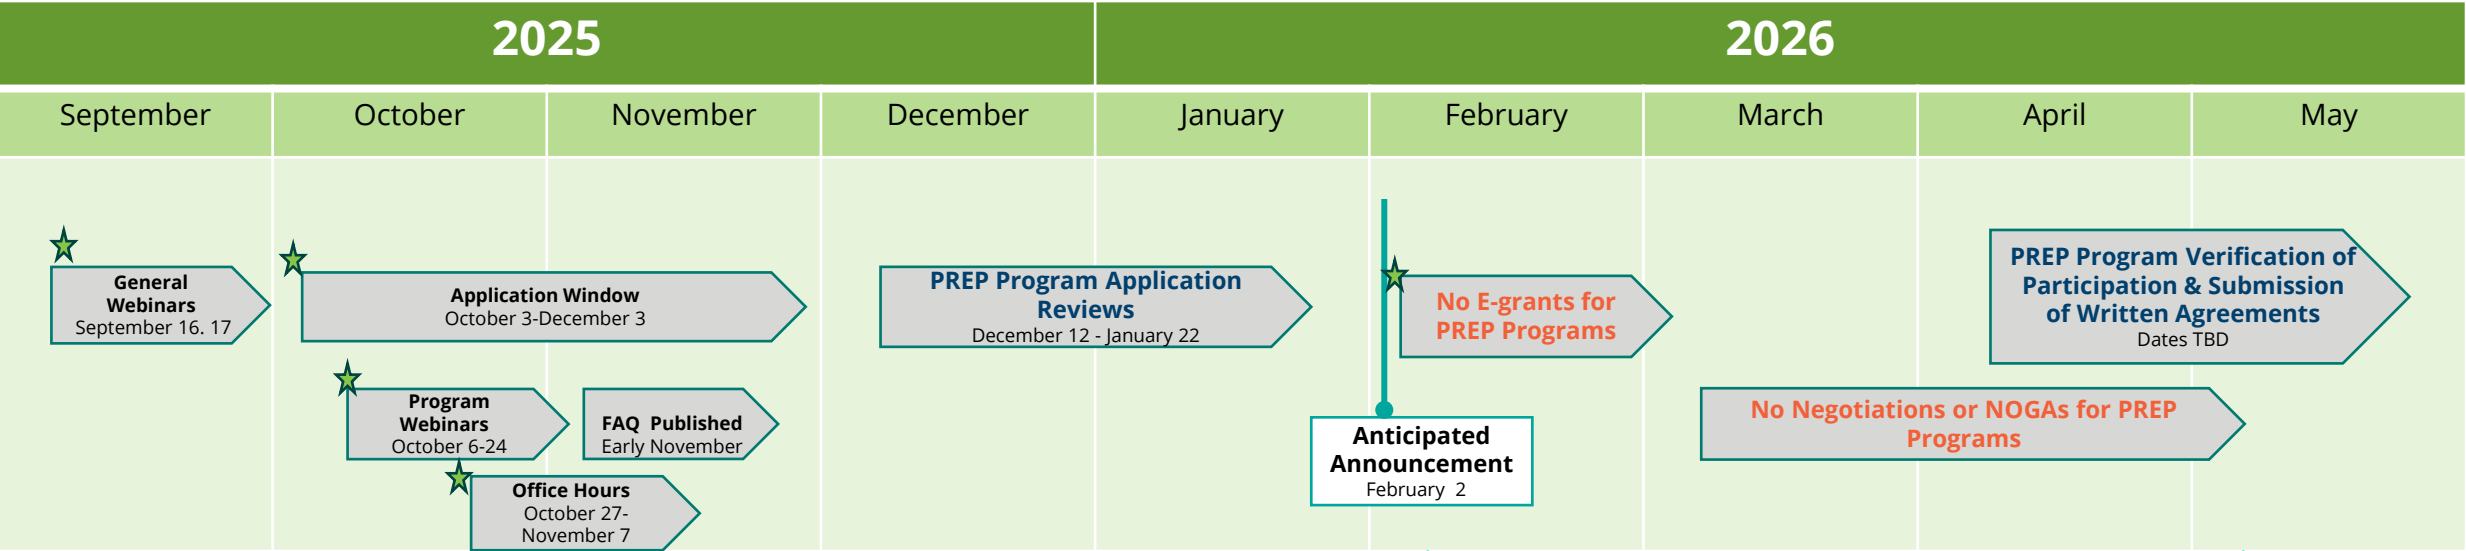 2025
2026
September
October
November
December
January
February
March
April
May
General
Webinars
September 16. 17
Application Window
October 3-December 3
Program
Webinars
October 6-24
FAQ  Published
Early November
Office Hours
October 27-
November 7
PREP Program Application
Reviews
December 12 - January 22
No E-grants for
PREP Programs
Anticipated
Announcement
February  2
PREP Program Verification of
Participation & Submission
of Written Agreements
Dates TBD
No Negotiations or NOGAs for PREP
Programs